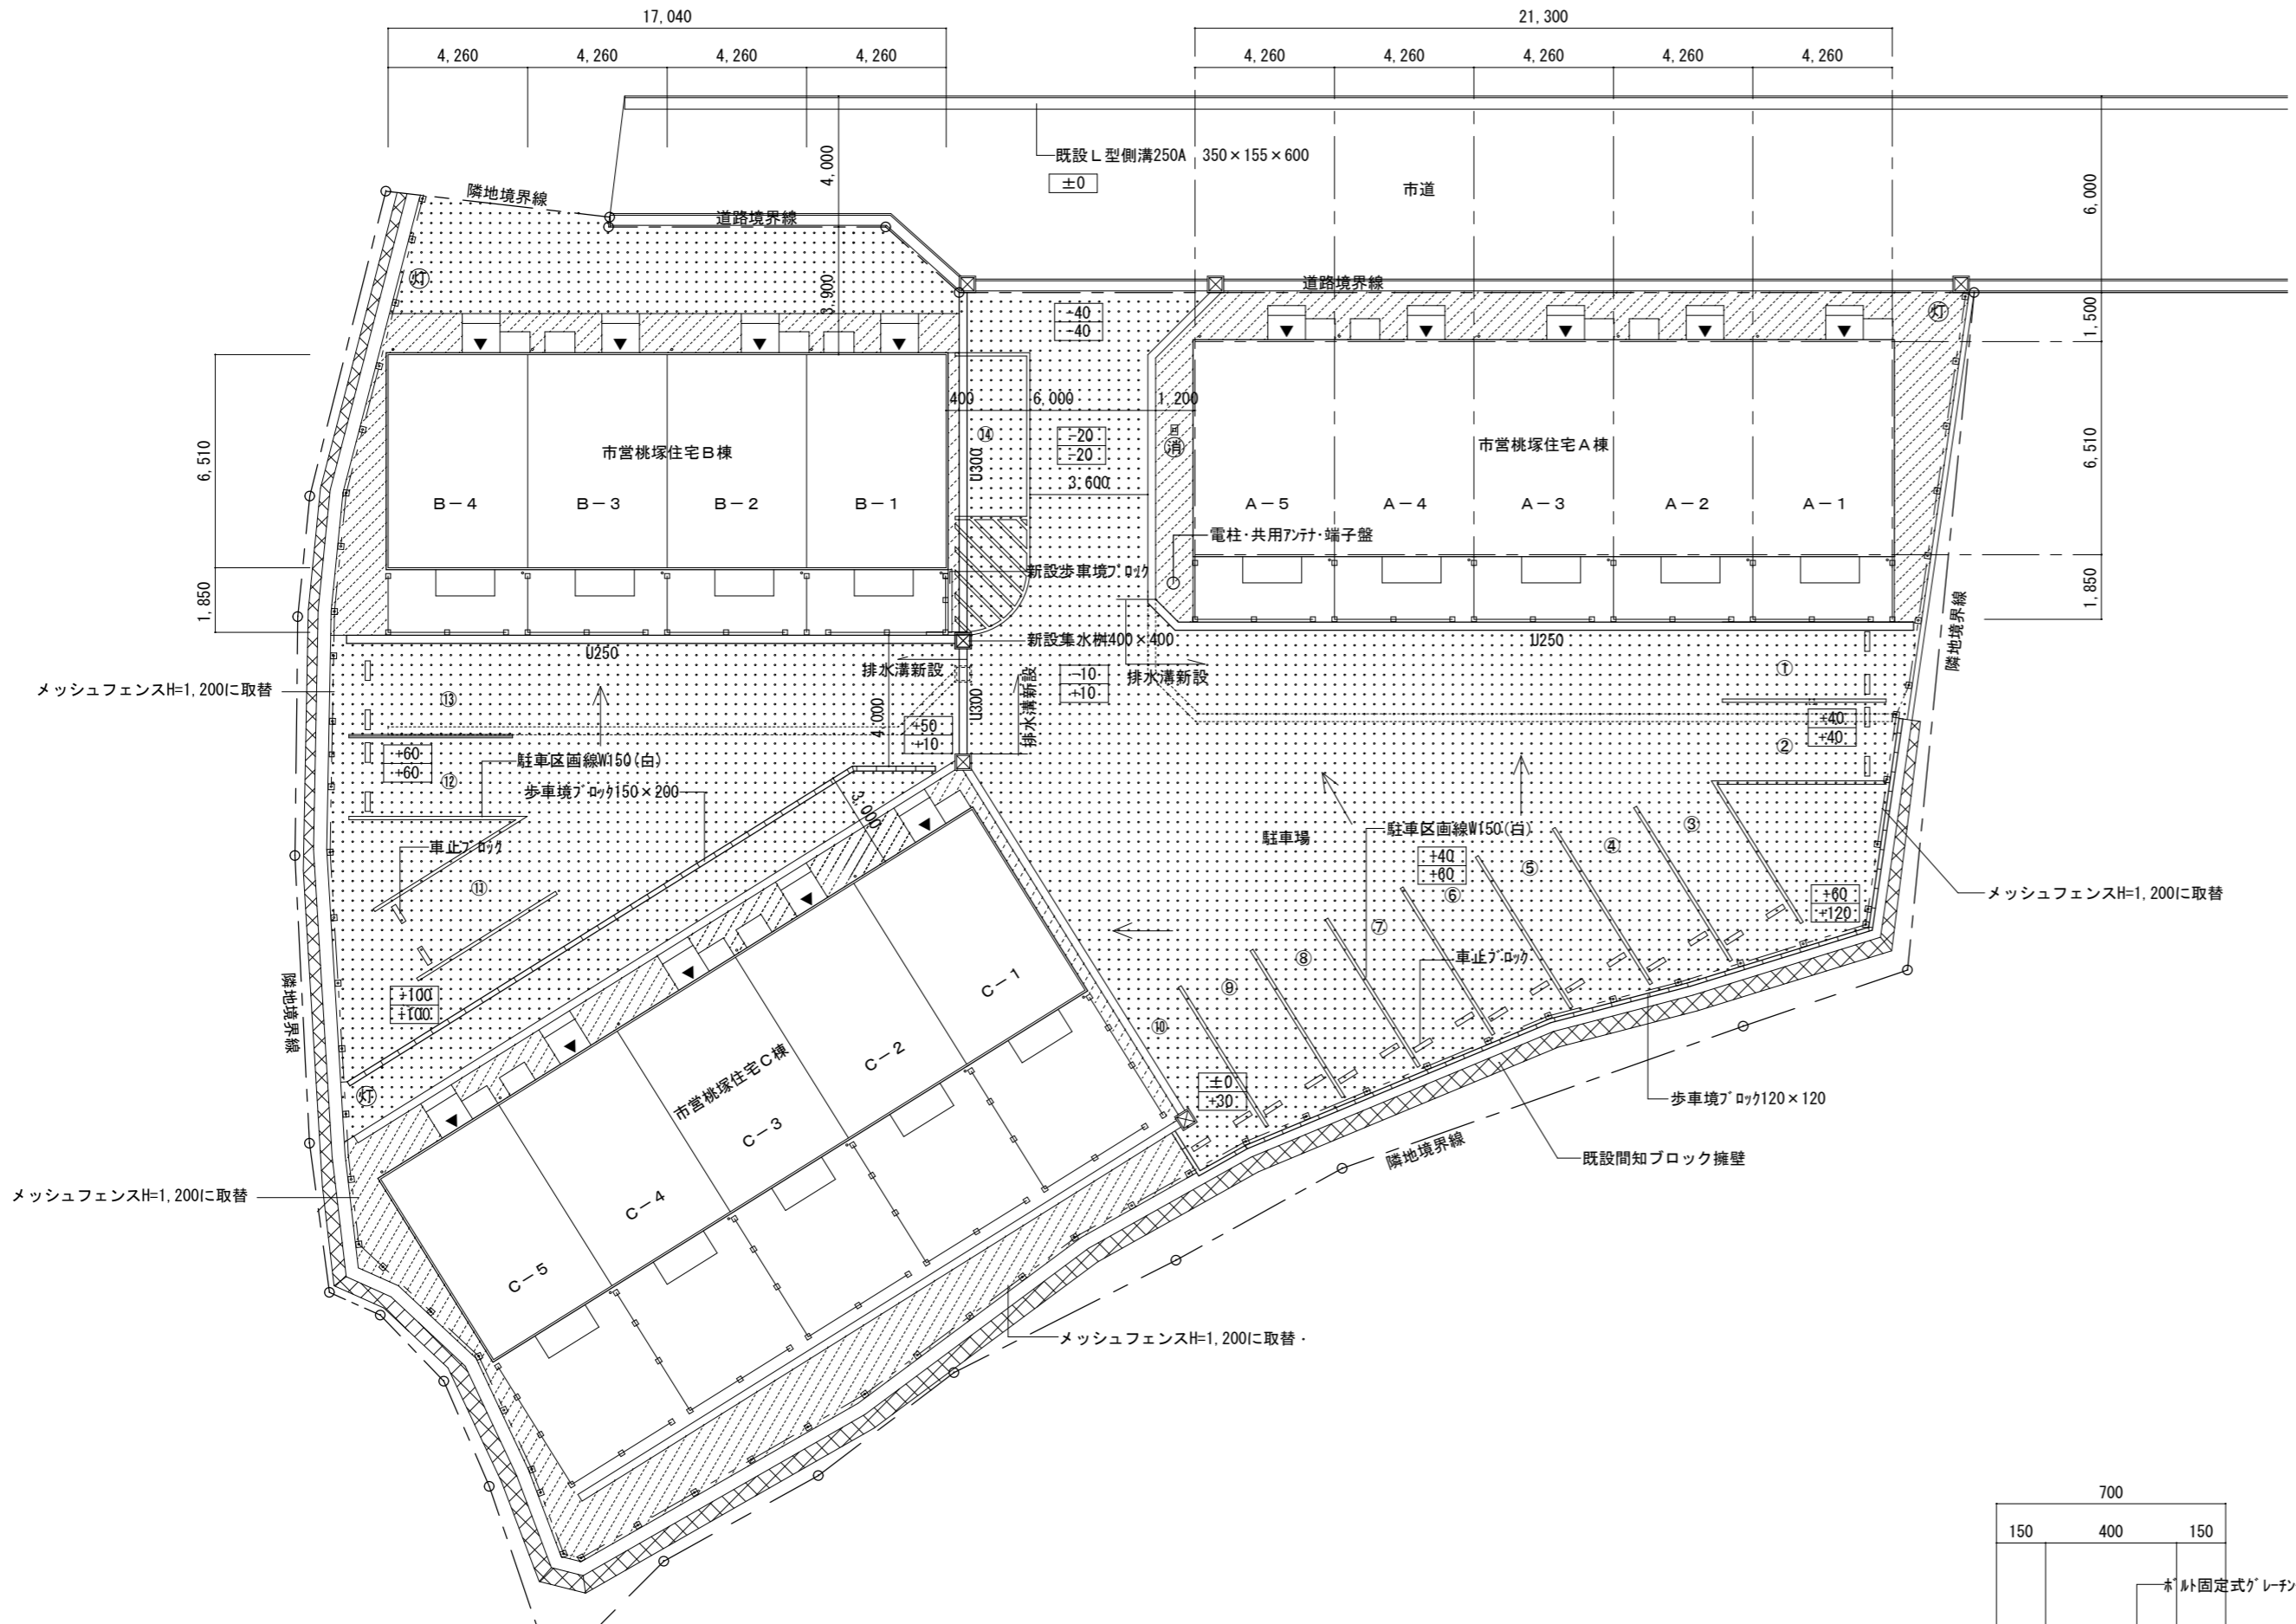 17,040
21,300
4,260
4,260
4,260
4,260
4,260
4,260
4,260
4,260
4,260
既設L型側溝250A 350×155×600
±0
市道
4,000
6,000
隣地境界線
道路境界線
道路境界線
灯
灯
3,900
1,500
-40
-40
400
6,000
1,200
6,510
市営桃塚住宅B棟
⑭
U300
-20
-20
消
市営桃塚住宅A棟
6,510
3,600
B-4
B-3
B-2
B-1
A-5
A-4
A-3
A-2
A-1
電柱・共用アンテナ・端子盤
新設歩車境ブロック
1,850
1,850
隣地境界線
新設集水桝400×400
U250
U250
排水溝新設
排水溝新設
排水溝新設
-10
+10
①
メッシュフェンスH=1,200に取替
⑬
4,000
U300
+50
+10
+40
+40
②
+60
+60
⑫
駐車区画線W150(白)
歩車境ブロック150×200
3,000
駐車場
駐車区画線W150(白)
③
④
⑤
+40
+60
⑥
車止ブロック
⑪
+60
+120
メッシュフェンスH=1,200に取替
⑦
⑧
車止ブロック
⑨
⑩
隣地境界線
+100
+100
C-1
C-2
市営桃塚住宅C棟
C-3
灯
±0
+30
歩車境ブロック120×120
隣地境界線
既設間知ブロック擁壁
メッシュフェンスH=1,200に取替
C-4
C-5
メッシュフェンスH=1,200に取替
700
150
400
150
ボルト固定式グレーチン